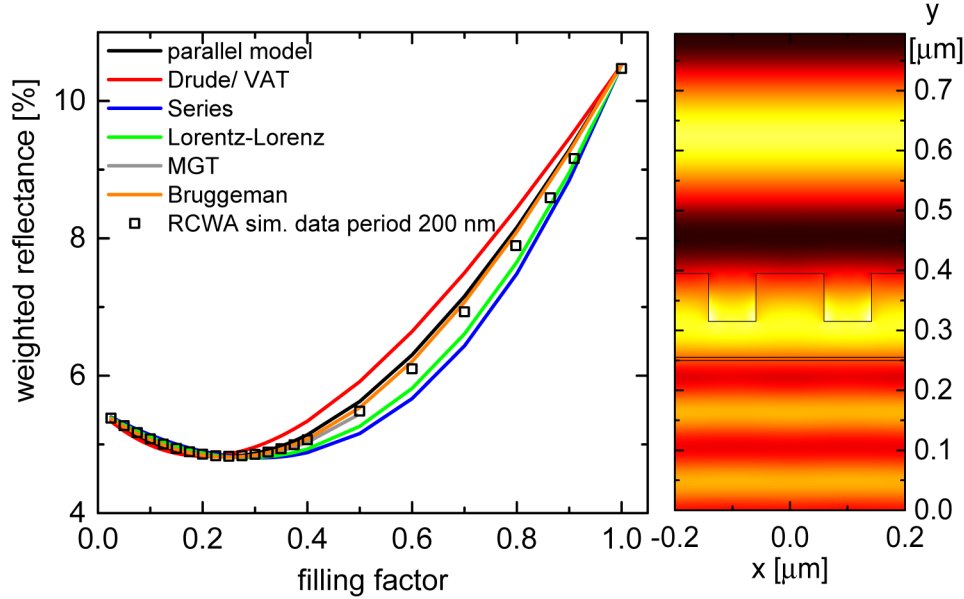 parallel model
Drude/ VAT
Series
Lorentz-Lorenz
MGT
Bruggeman
RCWA sim. data period 200 nm
weighted reflectance [%]
10
8
6
4
0.0 0.2 0.4 0.6 0.8 1.0
filling factor
y
[µm]
0.7
0.6
0.5
0.4
0.3
0.2
0.1
0.0
-0.2 0.0 0.2
x [µm]